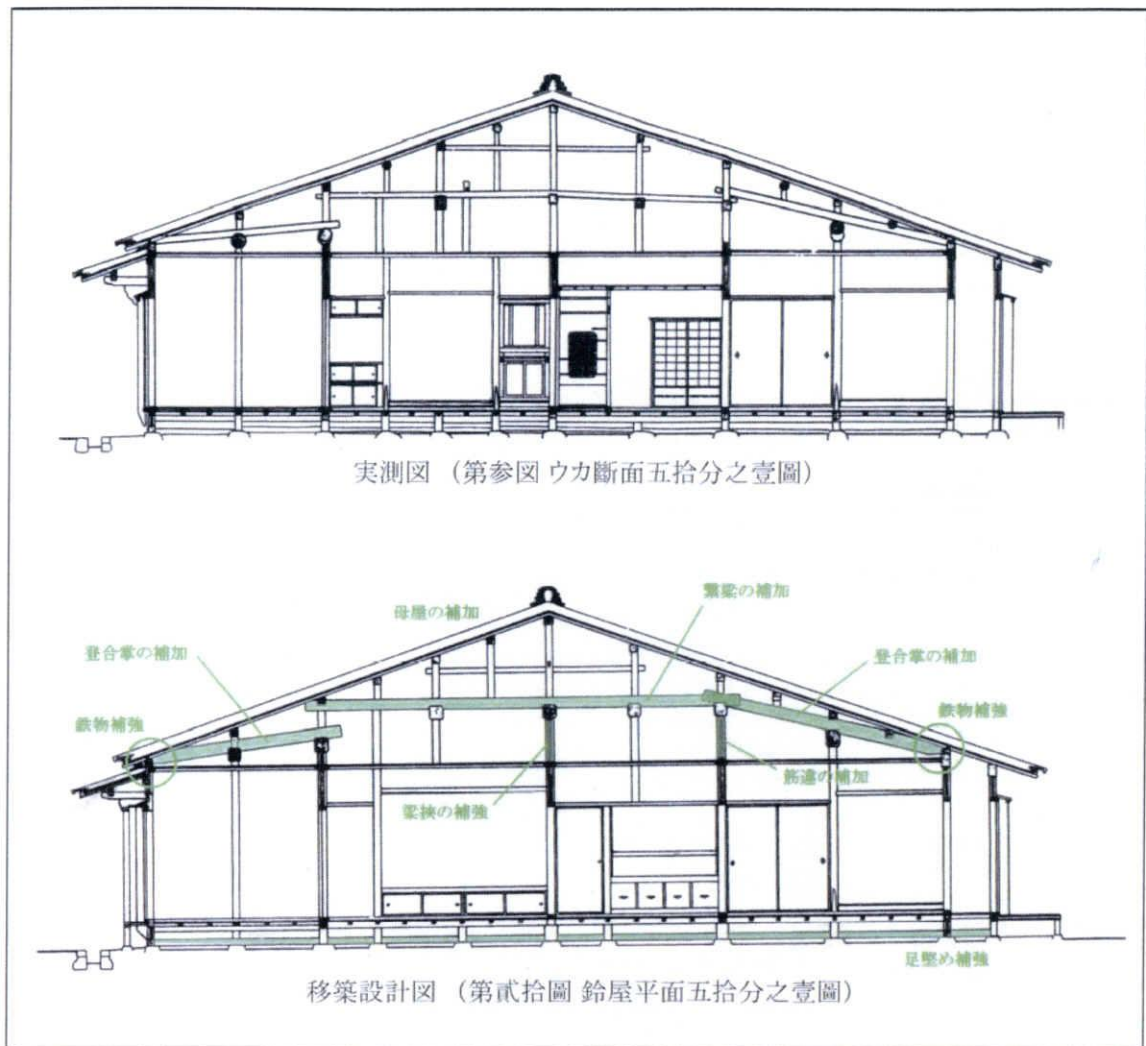 実測図 （第参図 ウカ斷面五拾分之壹圖）
繋梁の補加
母屋の補加
登合掌の補加
登合掌の補加
鉄物補強
鉄物補強
筋違の補加
梁挟の補強
足堅め補強
移築設計図 （第貳拾圖 鈴屋平面五拾分之壹圖）